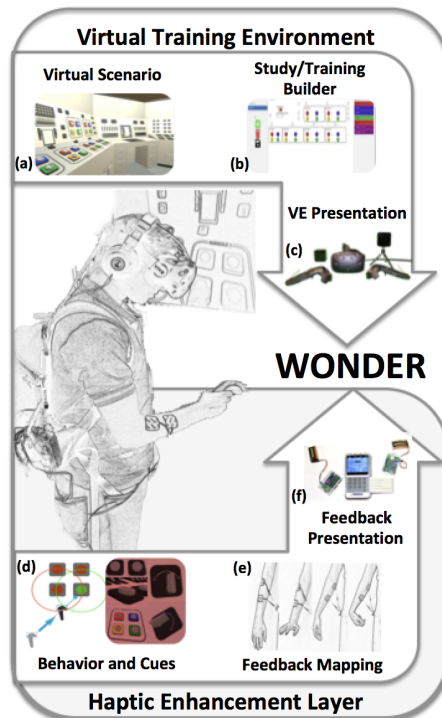 Virtual Training Environment
Virtual Scenario
Study/Training
Builder
(a)
(b)
VE Presentation
(c)
WONDER
(f)
Feedback
Presentation
(d)
(e)
Behavior and Cues
Feedback Mapping
Haptic Enhancement Layer